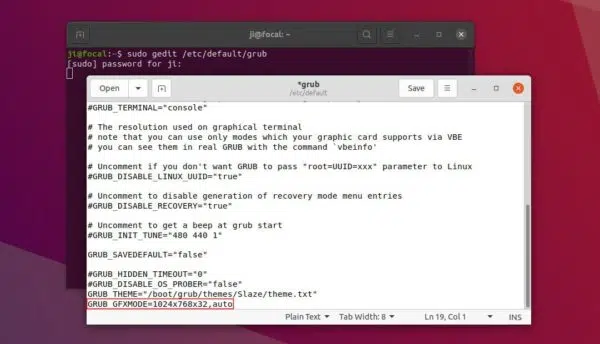 ji@focal: ~
ji@focal:~$ sudo gedit /etc/default/grub
[sudo] password for ji:
Open
*grub
/etc/default
Save
#GRUB_TERMINAL="console"
# The resolution used on graphical terminal
# note that you can use only modes which your graphic card supports via VBE
# you can see them in real GRUB with the command `vbeinfo'
# Uncomment if you don't want GRUB to pass "root=UUID=xxx" parameter to Linux
#GRUB_DISABLE_LINUX_UUID="true"
# Uncomment to disable generation of recovery mode menu entries
#GRUB_DISABLE_RECOVERY="true"
# Uncomment to get a beep at grub start
#GRUB_INIT_TUNE="480 440 1"
GRUB_SAVEDEFAULT="false"
#GRUB_HIDDEN_TIMEOUT="0"
#GRUB_DISABLE_OS_PROBER="false"
GRUB_THEME="/boot/grub/themes/Slaze/theme.txt"
GRUB_GFXMODE=1024x768x32,auto
Plain Text Tab Width: 8 Ln 19, Col 1 INS